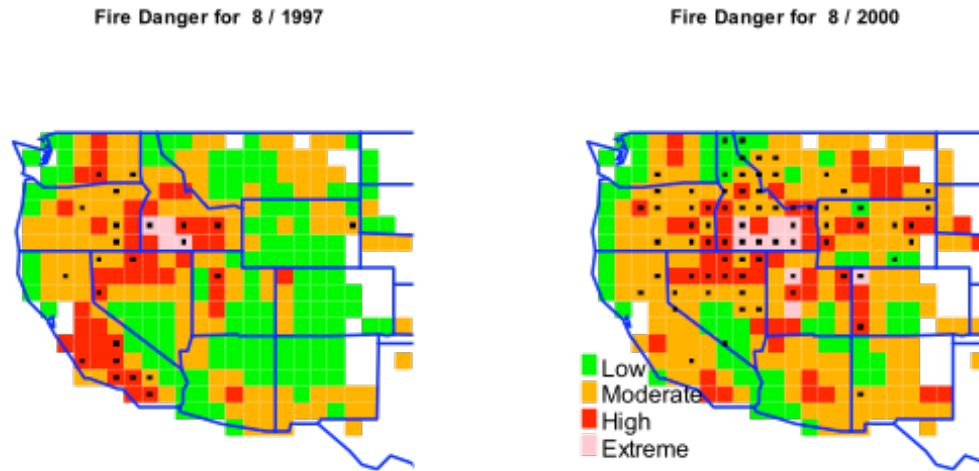 Fire Danger for 8 / 1997
Fire Danger for 8 / 2000
Low
Moderate
High
Extreme